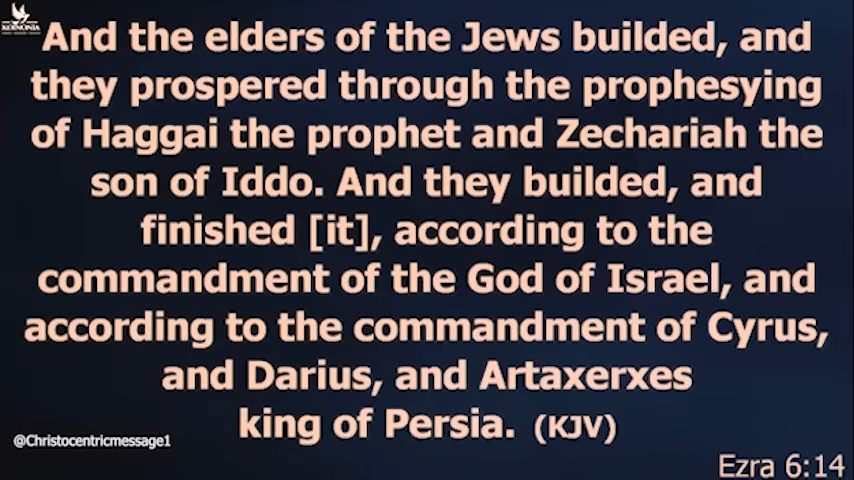 KOINONIA
And the elders of the Jews builded, and
they prospered through the prophesying
of Haggai the prophet and Zechariah the
son of Iddo. And they builded, and
finished [it], according to the
commandment of the God of Israel, and
according to the commandment of Cyrus,
and Darius, and Artaxerxes
king of Persia. (KJV)
@Christocentricmessage1
Ezra 6:14